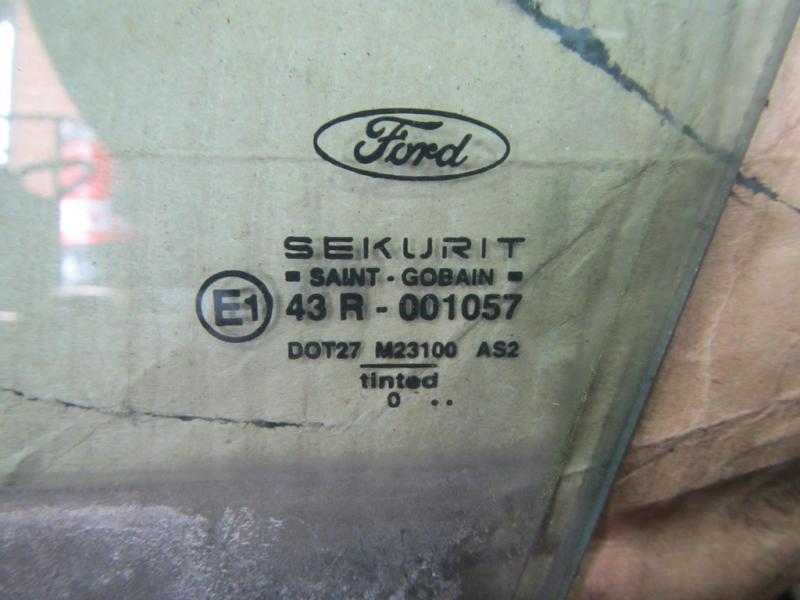 Ford
SEKURIT
SAINT - GOBAIN
E1 43 R - 001057
DOT27 M23100 AS2
tinted
0 ..